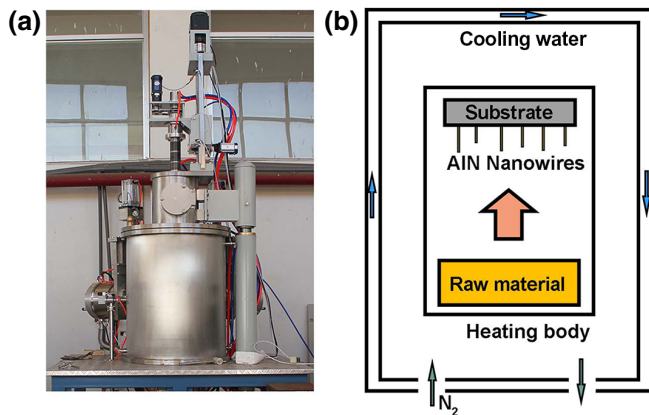 (a)
(b)
Cooling water
Substrate
AlN Nanowires
Raw material
Heating body
N2